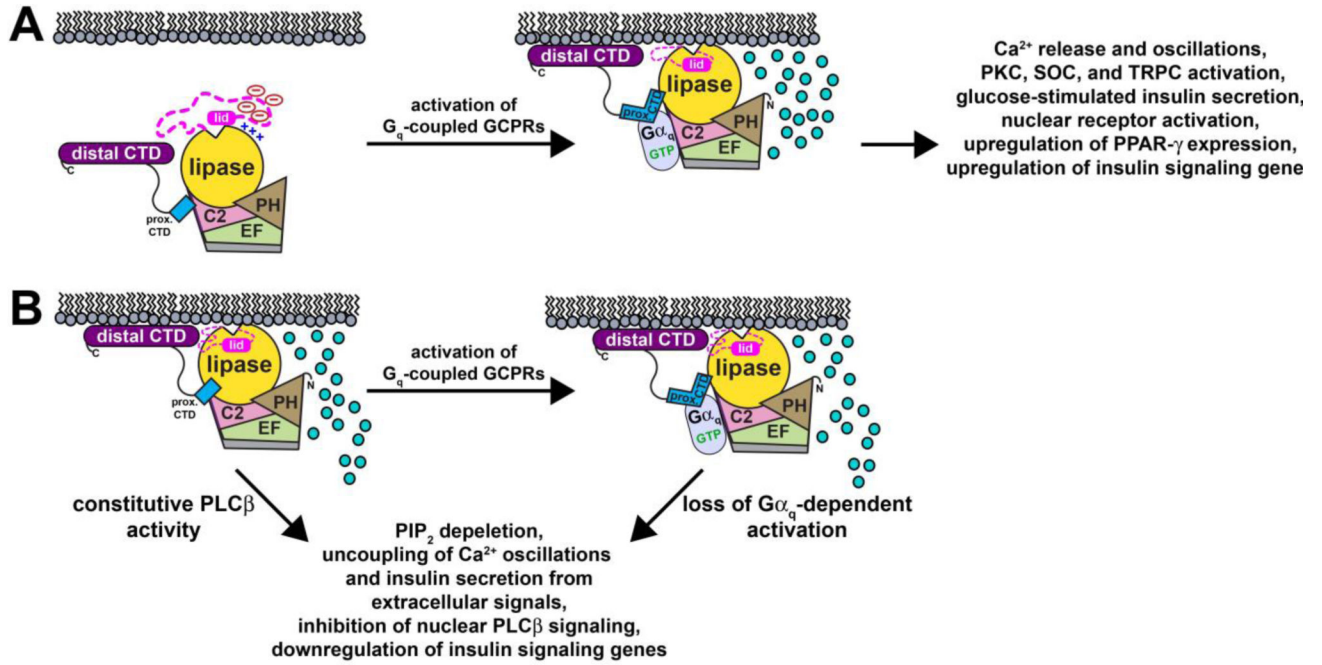 A
lid
distal CTD
C
lipase
prox.
CTD
C2
PH
EF
activation of
Gq-coupled GCPRs
distal CTD
C
lid
lipase
prox.
CTD
Gαq
GTP
C2
PH
EF
N
Ca2+ release and oscillations,
PKC, SOC, and TRPC activation,
glucose-stimulated insulin secretion,
nuclear receptor activation,
upregulation of PPAR-γ expression,
upregulation of insulin signaling gene
B
distal CTD
C
lid
lipase
prox.
CTD
C2
PH
EF
N
activation of
Gq-coupled GCPRs
distal CTD
C
lid
lipase
prox.
CTD
Gαq
GTP
C2
PH
EF
N
constitutive PLCβ
activity
loss of Gαq-dependent
activation
PIP2 depeletion,
uncoupling of Ca2+ oscillations
and insulin secretion from
extracellular signals,
inhibition of nuclear PLCβ signaling,
downregulation of insulin signaling genes